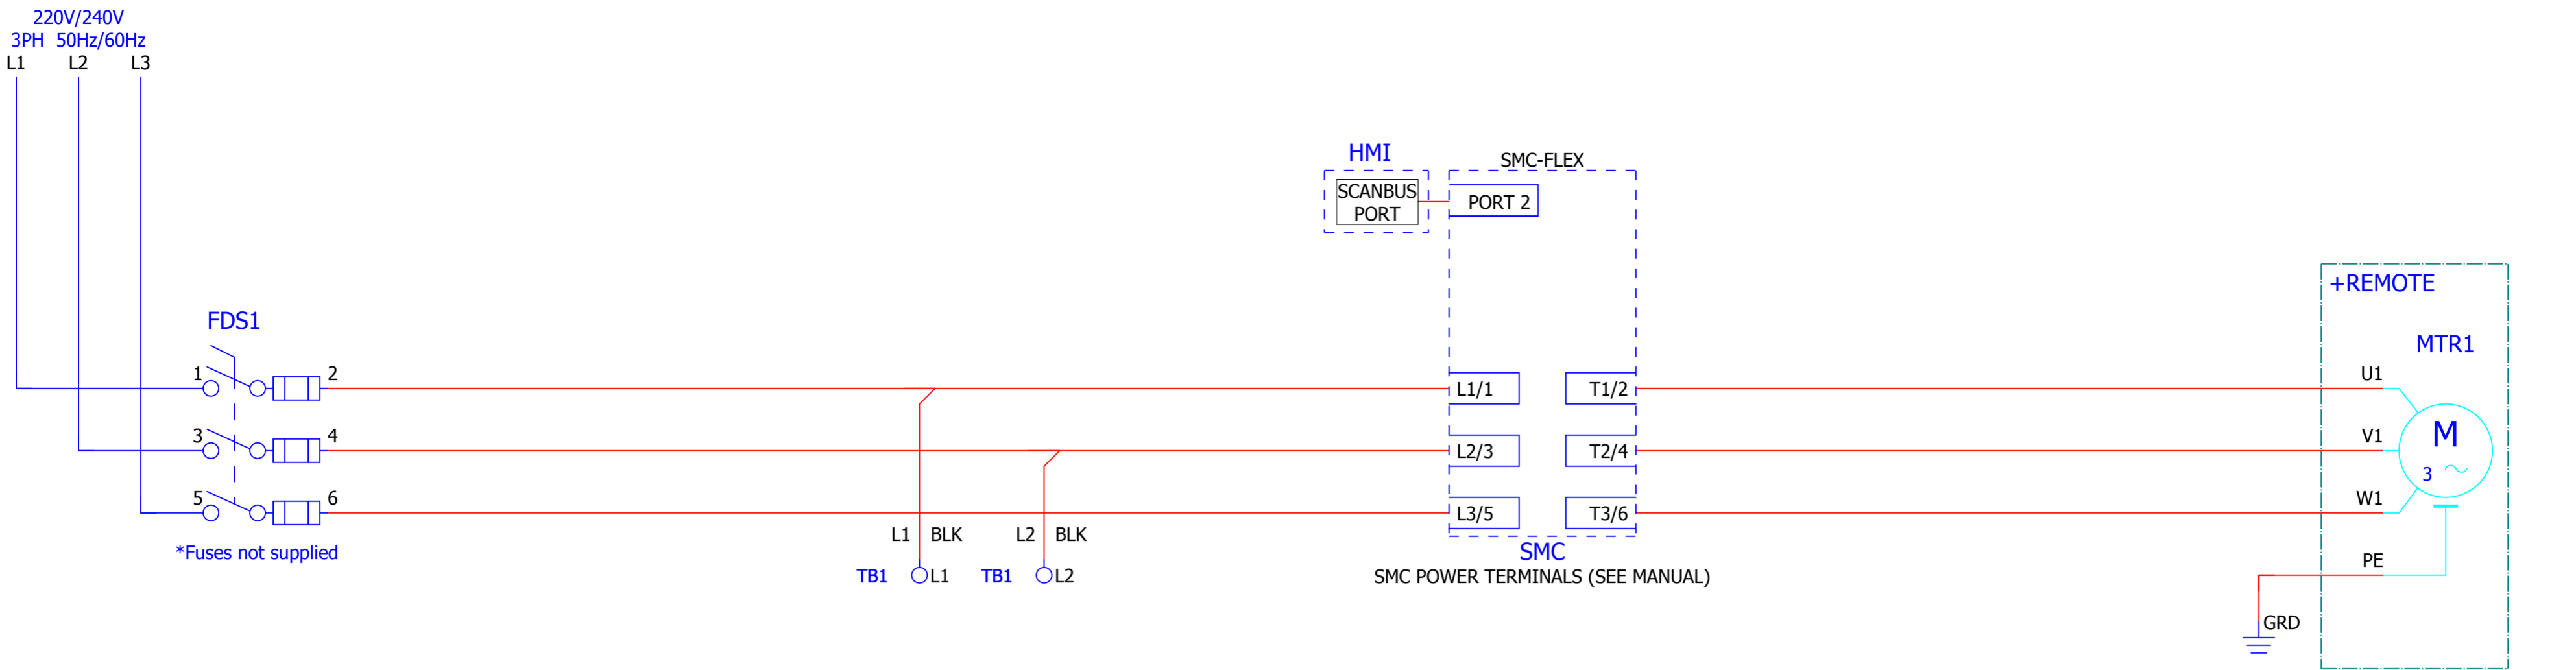 220V/240V
3PH 50Hz/60Hz
L1 L2 L3
HMI
SMC-FLEX
SCANBUS
PORT
PORT 2
+REMOTE
FDS1
MTR1
1 2
L1/1 T1/2
U1
3 4
L2/3 T2/4
V1
M
3
5 6
L3/5 T3/6
W1
*Fuses not supplied
L1 BLK
L2 BLK
SMC
SMC POWER TERMINALS (SEE MANUAL)
TB1 L1
TB1 L2
PE
GRD